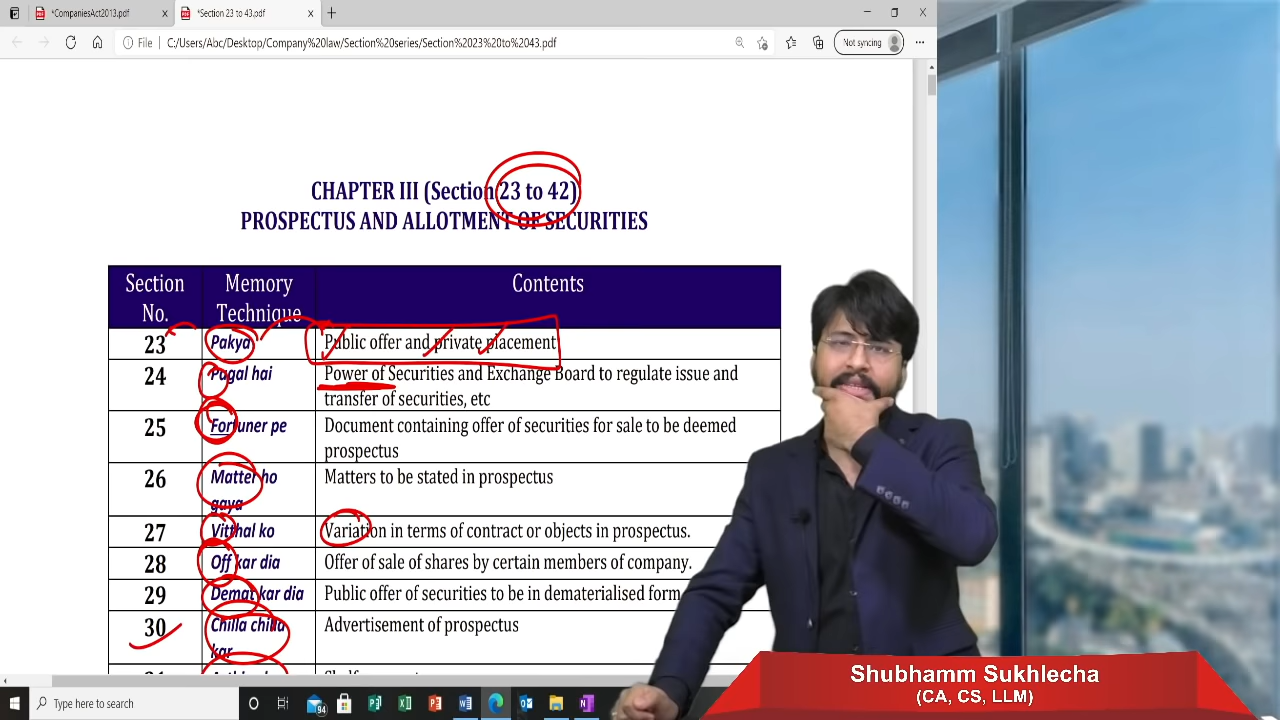 *CompaniesAct2013.pdf
*Section 23 to 43.pdf
File
C:/Users/Abc/Desktop/Company%20law/Section%20series/Section%2023%20to%2043.pdf
Not syncing
CHAPTER III (Section 23 to 42)
PROSPECTUS AND ALLOTMENT OF SECURITIES
Section No.
Memory Technique
Contents
23 Pakya Public offer and private placement
24 Pagal hai Power of Securities and Exchange Board to regulate issue and
transfer of securities, etc
25 Fortuner pe Document containing offer of securities for sale to be deemed
prospectus
26 Matter ho Matters to be stated in prospectus
gaya
27 Vitthal ko Variation in terms of contract or objects in prospectus.
28 Off kar dia Offer of sale of shares by certain members of company.
29 Demat kar dia Public offer of securities to be in dematerialised form
30 Chilla chilla Advertisement of prospectus
kar
Shubhamm Sukhlecha
(CA, CS, LLM)
Type here to search
94